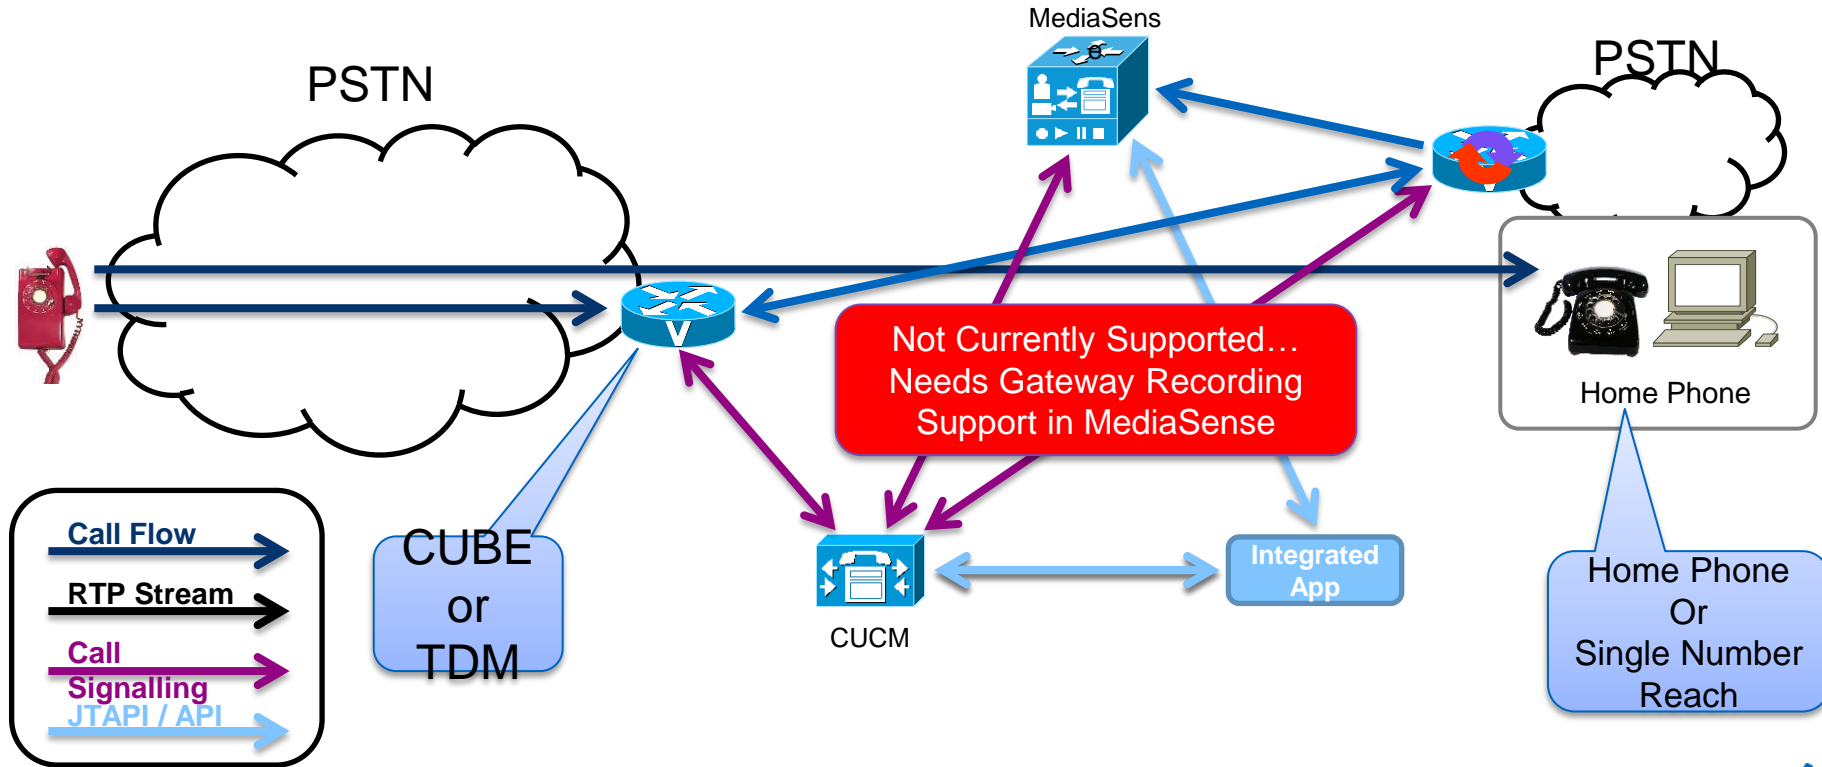 MediaSens
e
PSTN
PSTN
V
V
Not Currently Supported…
Needs Gateway Recording
Support in MediaSense
Home Phone
Call Flow
RTP Stream
Call
Signalling
JTAPI / API
CUBE
or
TDM
CUCM
Integrated
App
Home Phone
Or
Single Number
Reach